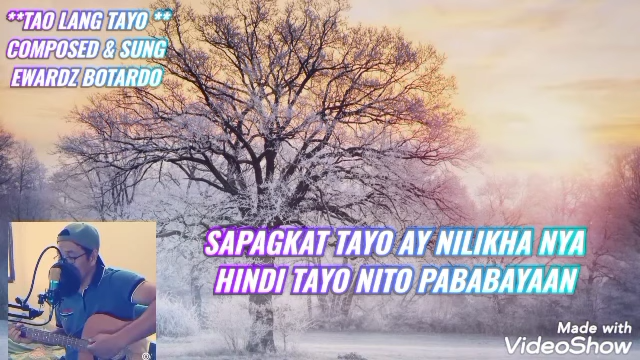 **TAO LANG TAYO **
COMPOSED & SUNG
EWARDZ BOTARDO
SAPAGKAT TAYO AY NILIKHA NYA
HINDI TAYO NITO PABABAYAAN
Made with
VideoShow